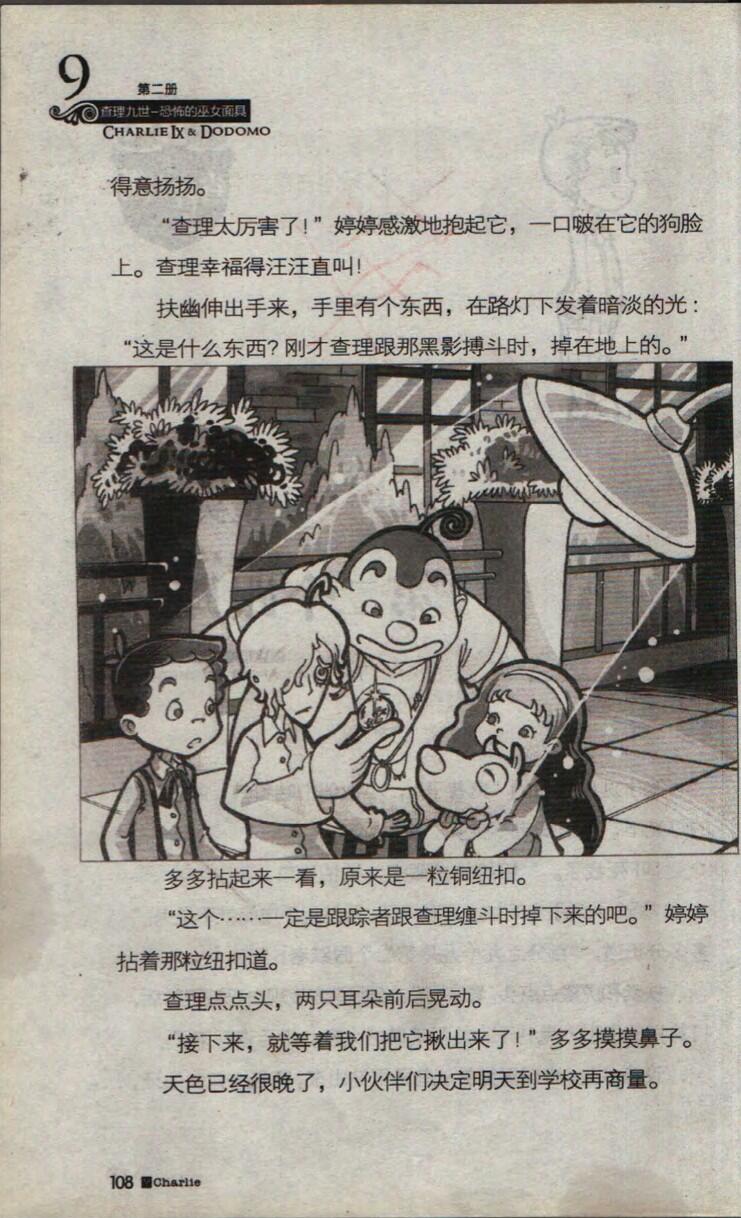 9
第二册
查理九世-恐怖的巫女面具
CHARLIE IX & DODOMO
得意扬扬。
“查理太厉害了！”婷婷感激地抱起它，一口啵在它的狗脸
上。查理幸福得汪汪直叫！
扶幽伸出手来，手里有个东西，在路灯下发着暗淡的光：
“这是什么东西？刚才查理跟那黑影搏斗时，掉在地上的。”
多多拈起来一看，原来是一粒铜纽扣。
“这个……一定是跟踪者跟查理缠斗时掉下来的吧。”婷婷
拈着那粒纽扣道。
查理点点头，两只耳朵前后晃动。
“接下来，就等着我们把它揪出来了！”多多摸摸鼻子。
天色已经很晚了，小伙伴们决定明天到学校再商量。
108 Charlie